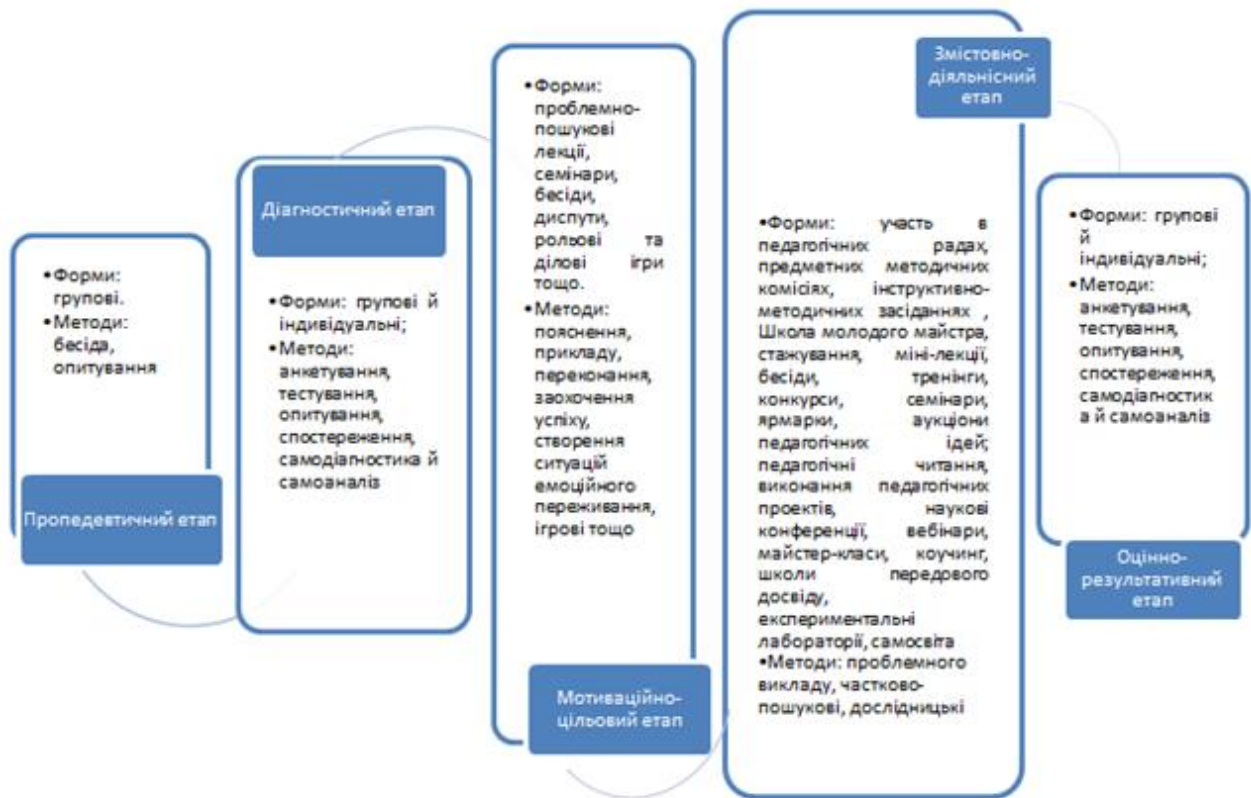 •Форми:
групові.
•Методи:
бесіда,
опитування
Пропедевтичний етап
Діагностичний етап
•Форми: групові й
індивідуальні;
•Методи:
анкетування,
тестування,
опитування,
спостереження,
самодіагностика й
самоаналіз
•Форми:
проблемно-
пошукові
лекції,
семінари,
бесіди,
диспути,
рольові та
ділові ігри
тощо.
•Методи:
пояснення,
прикладу,
переконання,
заохочення
успіху,
створення
ситуацій
емоційного
переживання,
ігрові тощо
Мотиваційно-
цільовий етап
Змістовно-
діяльнісний
етап
•Форми: участь в
педагогічних радах,
предметних методичних
комісіях, інструктивно-
методичних засіданнях ,
Школа молодого майстра,
стажування, міні-лекції,
бесіди, тренінги,
конкурси, семінари,
ярмарки, аукціони
педагогічних ідей;
педагогічні читання,
виконання педагогічних
проектів, наукові
конференції, вебінари,
майстер-класи, коучинг,
школи передового
досвіду,
експериментальні
лабораторії, самосвіта
•Методи: проблемного
викладу, частково-
пошукові, дослідницькі
•Форми: групові
й
індивідуальні;
•Методи:
анкетування,
тестування,
опитування,
спостереження,
самодіагностик
а й самоаналіз
Оцінно-
результативний
етап